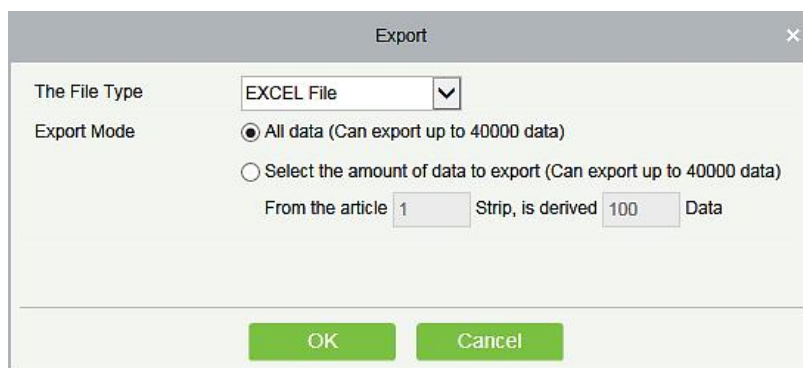 Export
The File Type EXCEL File
Export Mode All data (Can export up to 40000 data)
Select the amount of data to export (Can export up to 40000 data)
From the article 1 Strip, is derived 100 Data
OK Cancel